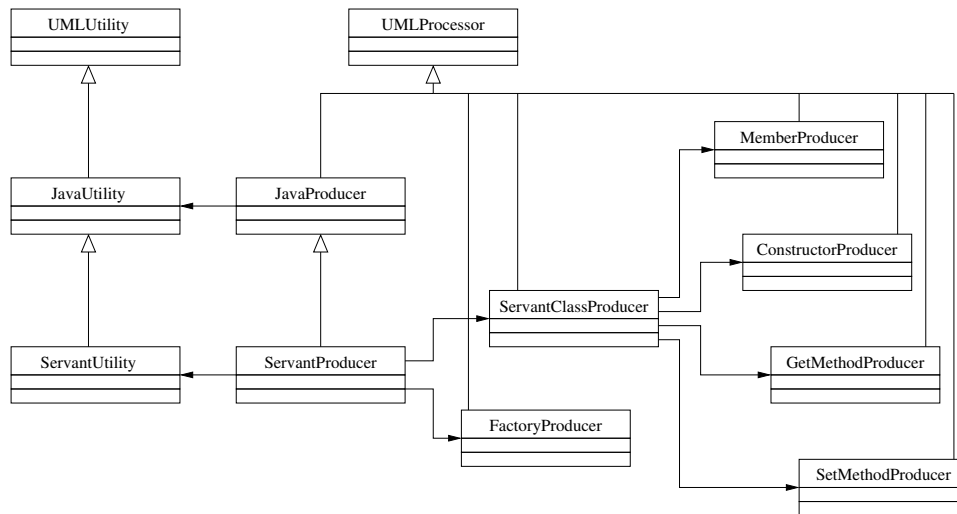 UMLUtility
UMLProcessor
MemberProducer
JavaUtility
JavaProducer
ConstructorProducer
ServantClassProducer
ServantUtility
ServantProducer
GetMethodProducer
FactoryProducer
SetMethodProducer